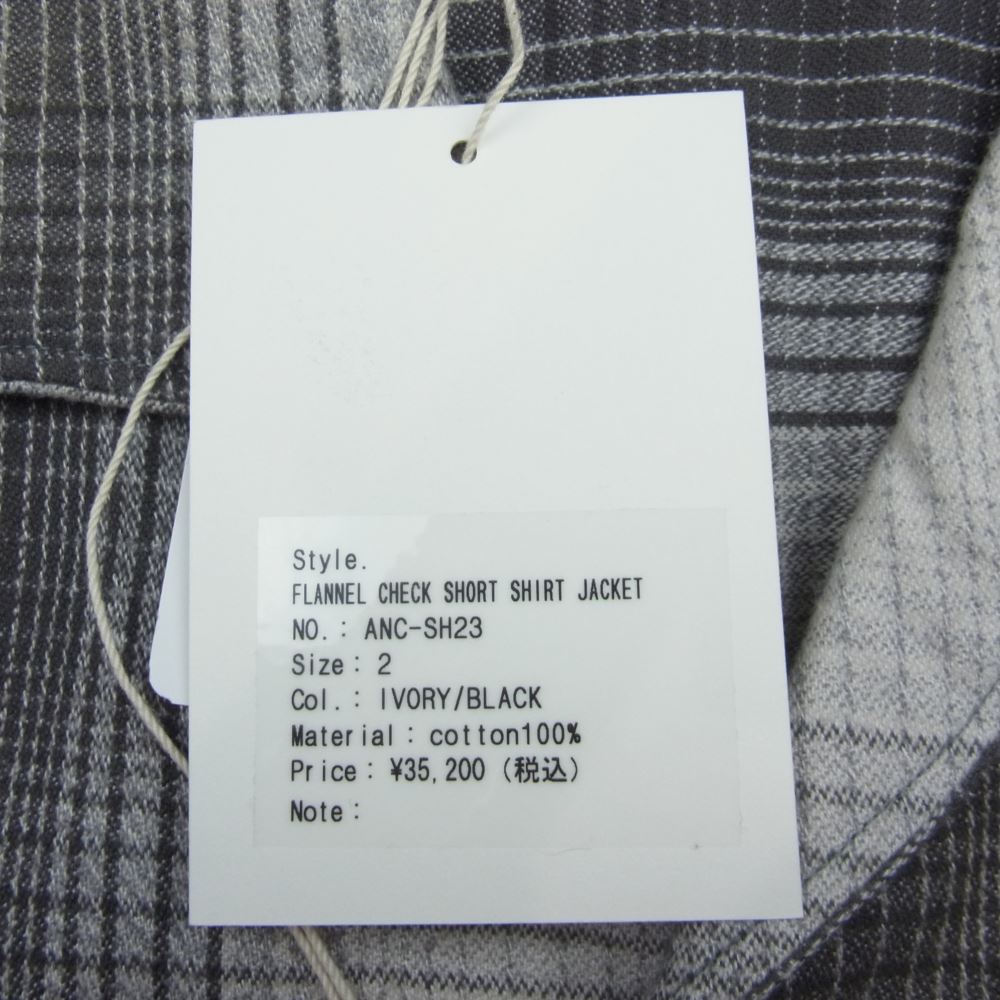 Style.
FLANNEL CHECK SHORT SHIRT JACKET
NO.: ANC-SH23
Size: 2
Col.: IVORY/BLACK
Material: cotton100%
Price: ¥35,200 (税込)
Note: